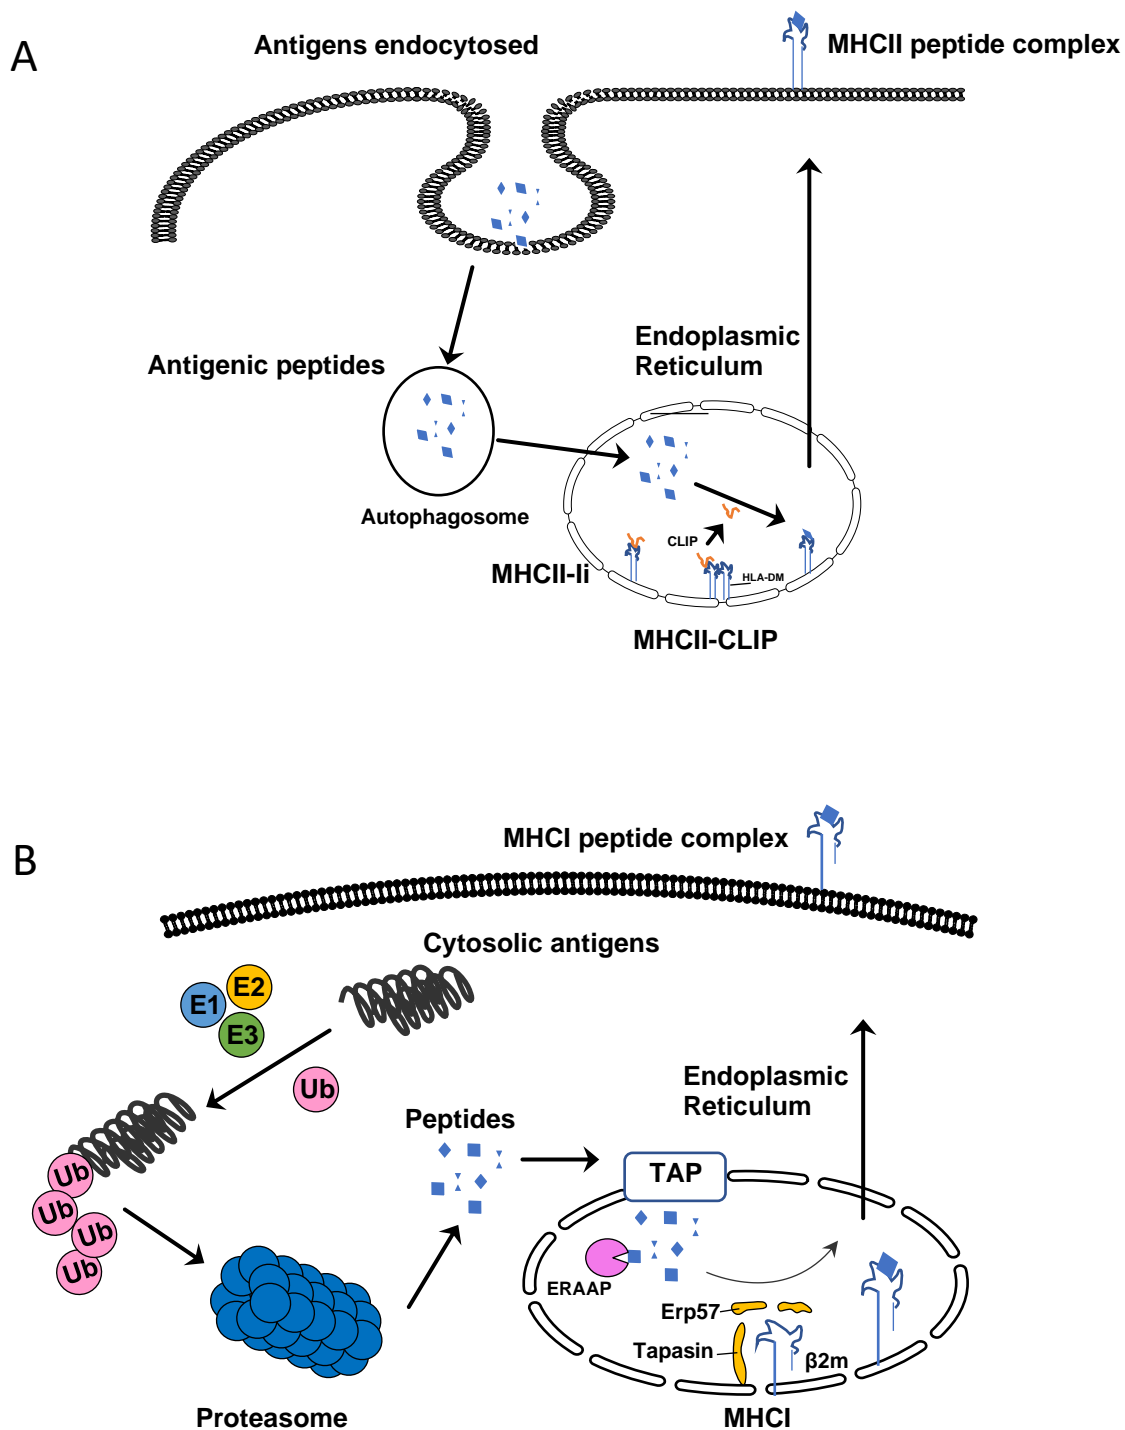 A
Antigens endocytosed
MHCII peptide complex
Endoplasmic
Reticulum
Antigenic peptides
Autophagosome
CLIP
MHCII-Ii
HLA-DM
MHCII-CLIP
B
MHCI peptide complex
Cytosolic antigens
E2
E1
E3
Ub
Endoplasmic
Reticulum
Peptides
TAP
Ub
Ub
Ub
Ub
ERAAP
Erp57
Tapasin
β2m
Proteasome
MHCI